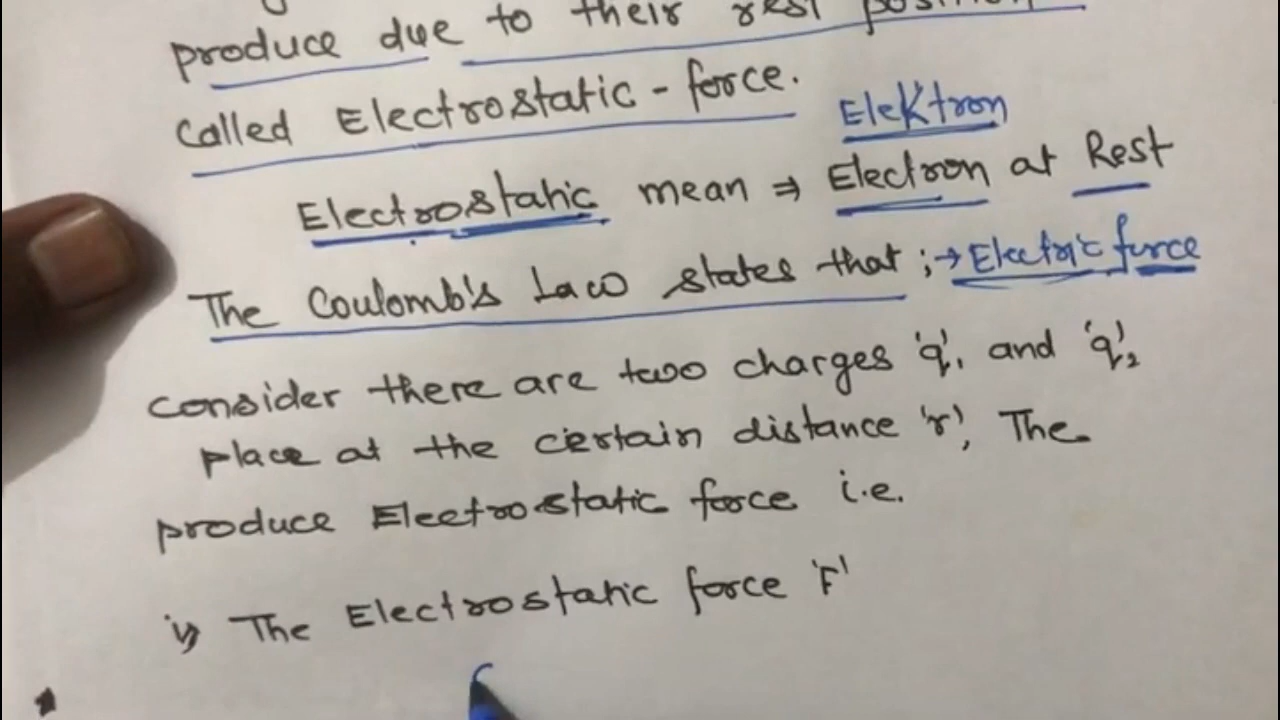 produce due to their rest position
called Electrostatic - force.
Elektron
Electrostatic mean ⇒ Electron at Rest
The Coulomb's Law states that ; → Electric force
consider there are two charges 'q'₁ and 'q'₂
place at the certain distance 'r', The
produce Electrostatic force i.e.
i) The Electrostatic force 'F'